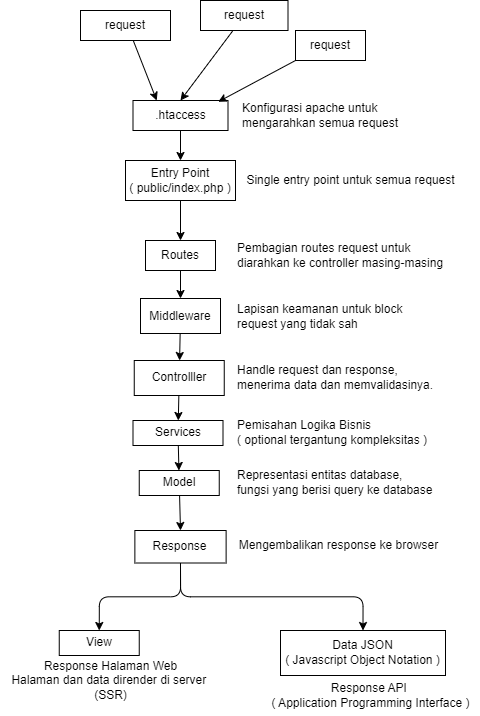 request
request
request
.htaccess
Konfigurasi apache untuk
mengarahkan semua request
Entry Point
( public/index.php )
Single entry point untuk semua request
Routes
Pembagian routes request untuk
diarahkan ke controller masing-masing
Middleware
Lapisan keamanan untuk block
request yang tidak sah
Controlller
Handle request dan response,
menerima data dan memvalidasinya.
Services
Pemisahan Logika Bisnis
( optional tergantung kompleksitas )
Model
Representasi entitas database,
fungsi yang berisi query ke database
Response
Mengembalikan response ke browser
View
Response Halaman Web
Halaman dan data dirender di server
(SSR)
Data JSON
( Javascript Object Notation )
Response API
( Application Programming Interface )